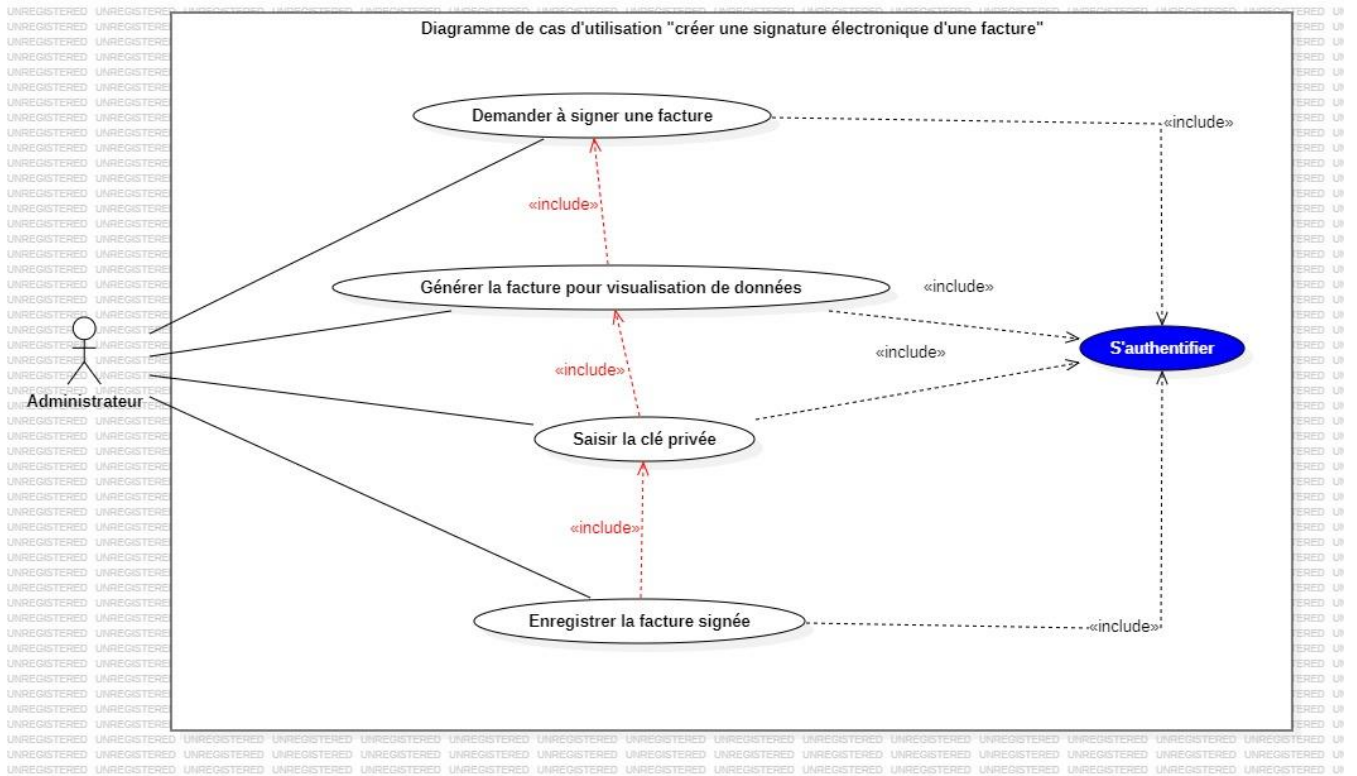 Diagramme de cas d'utilisation "créer une signature électronique d'une facture"
Demander à signer une facture
«include»
«include»
Générer la facture pour visualisation de données
«include»
«include»
S'authentifier
«include»
Administrateur
Saisir la clé privée
«include»
Enregistrer la facture signée
«include»
UNREGISTERED